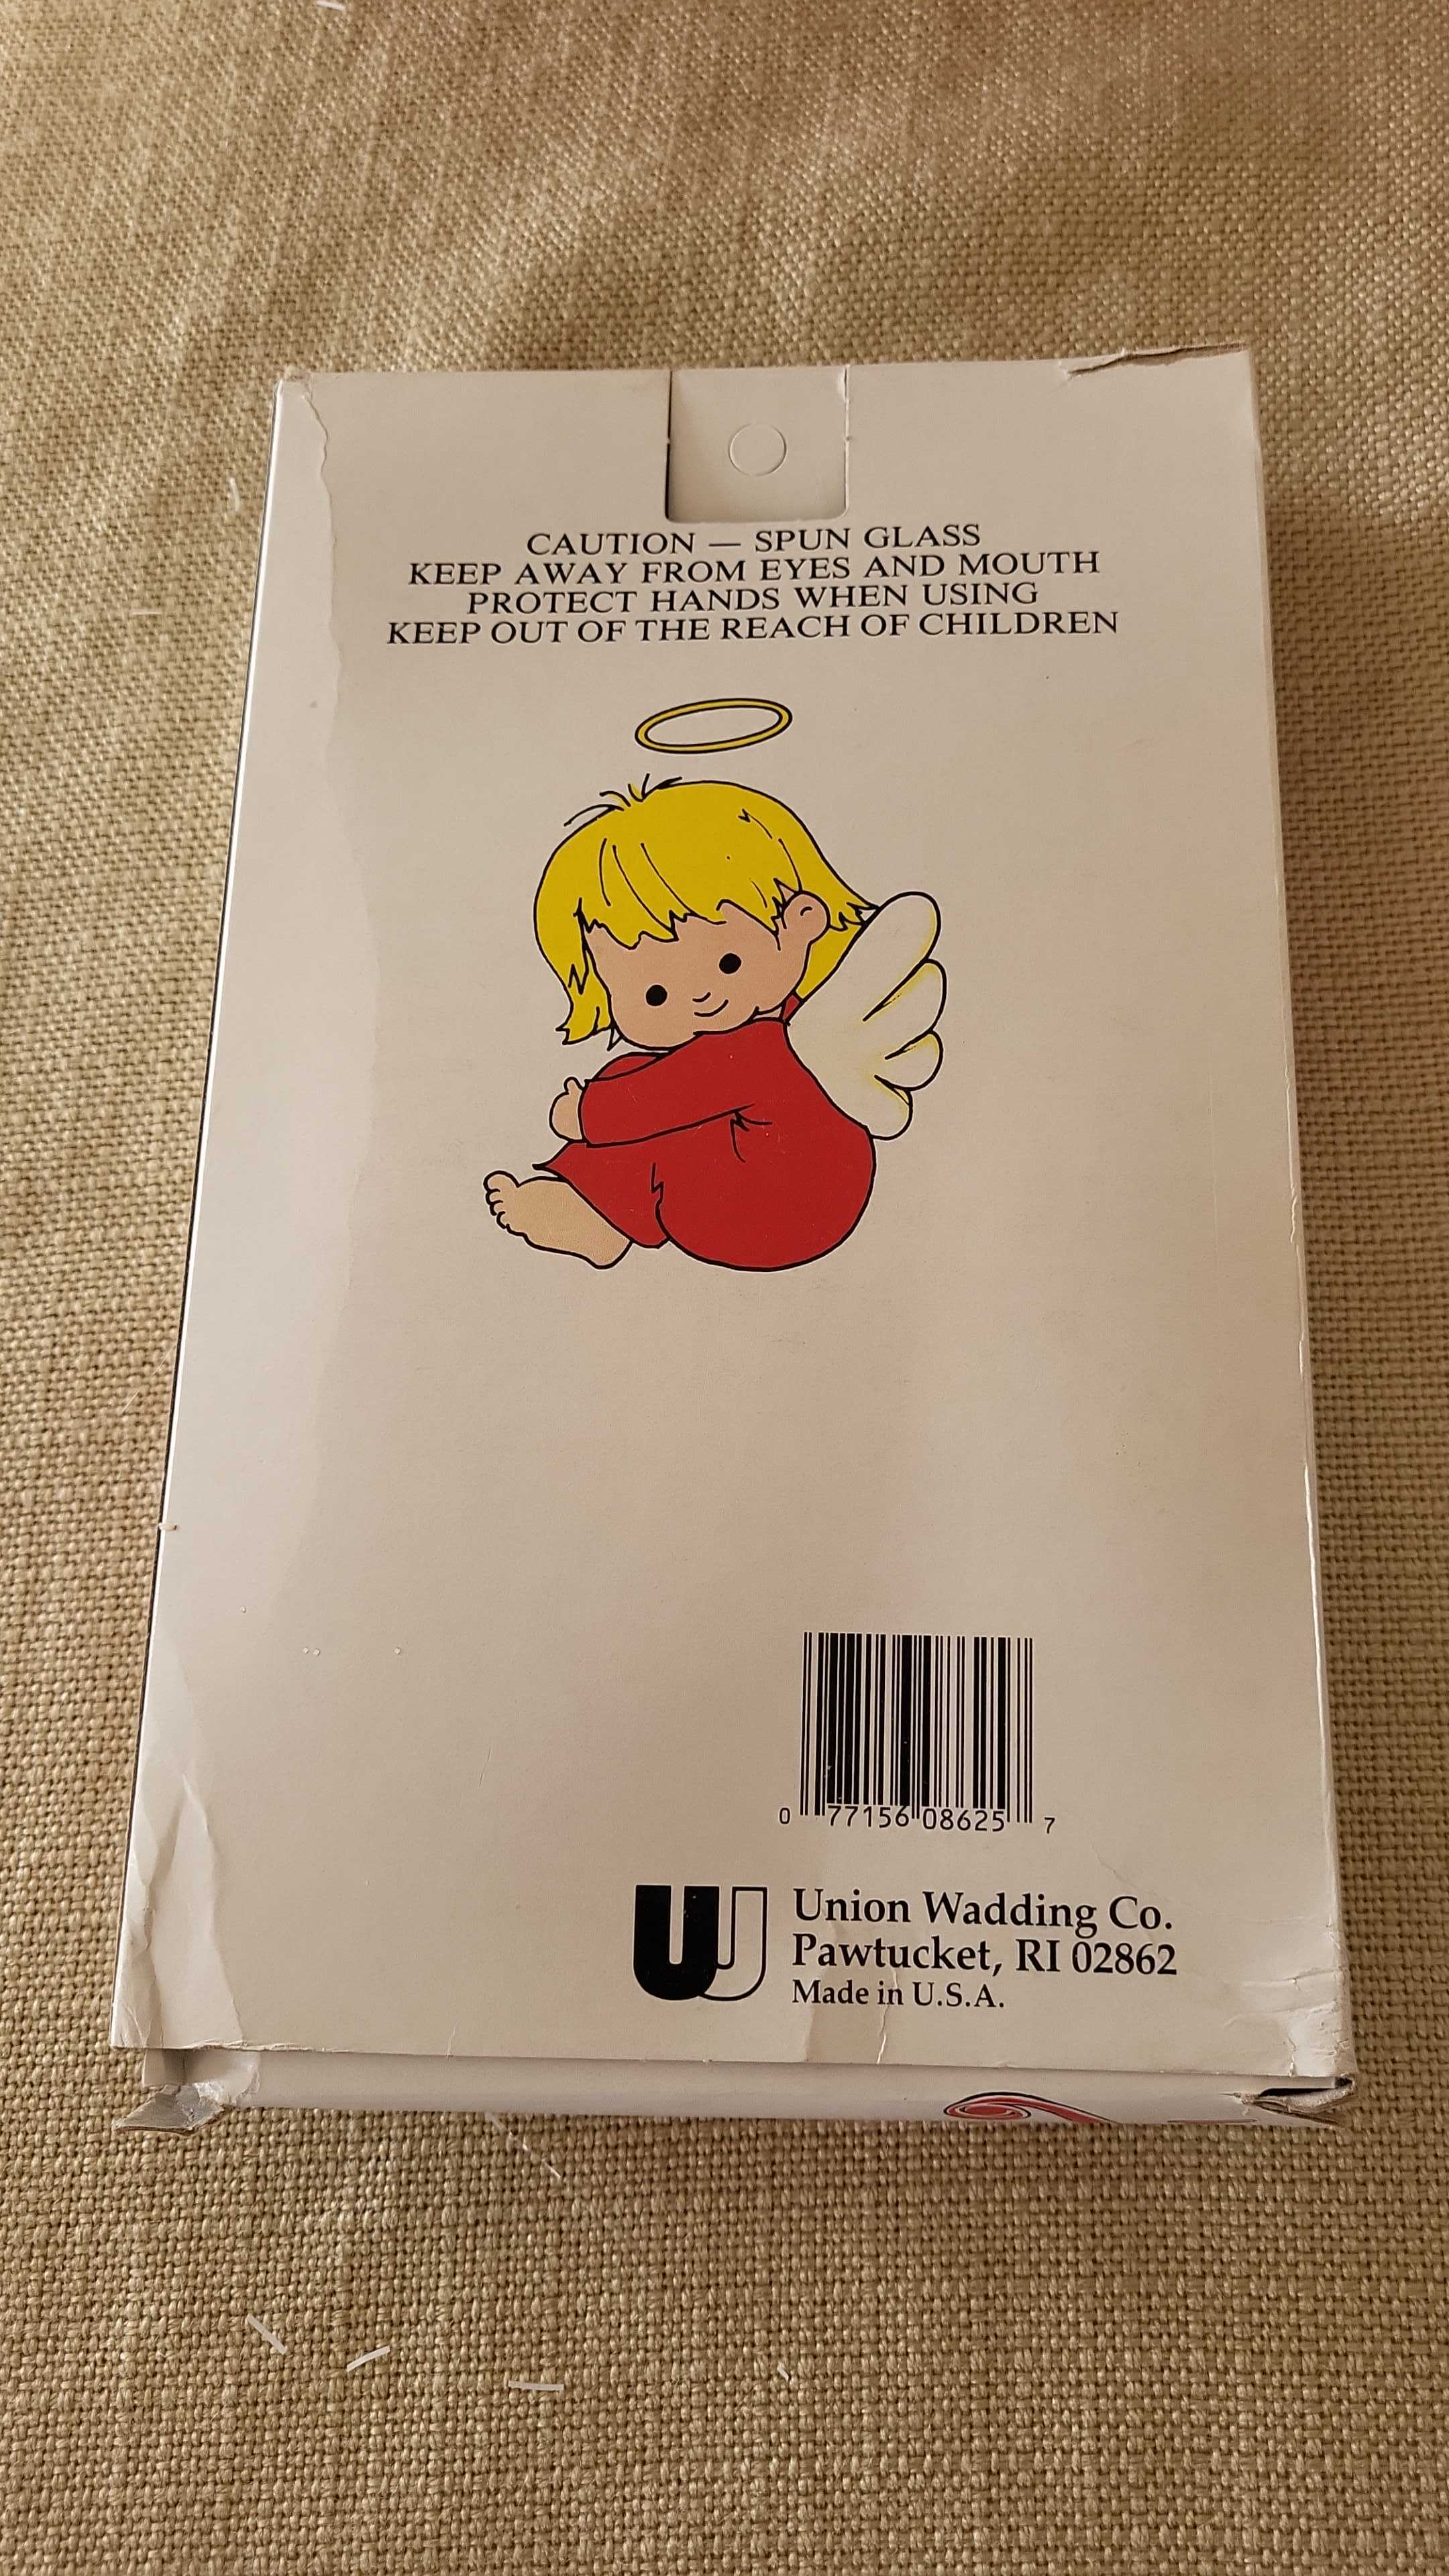 CAUTION — SPUN GLASS
KEEP AWAY FROM EYES AND MOUTH
PROTECT HANDS WHEN USING
KEEP OUT OF THE REACH OF CHILDREN
0 77156 08625 7
Union Wadding Co.
Pawtucket, RI 02862
Made in U.S.A.